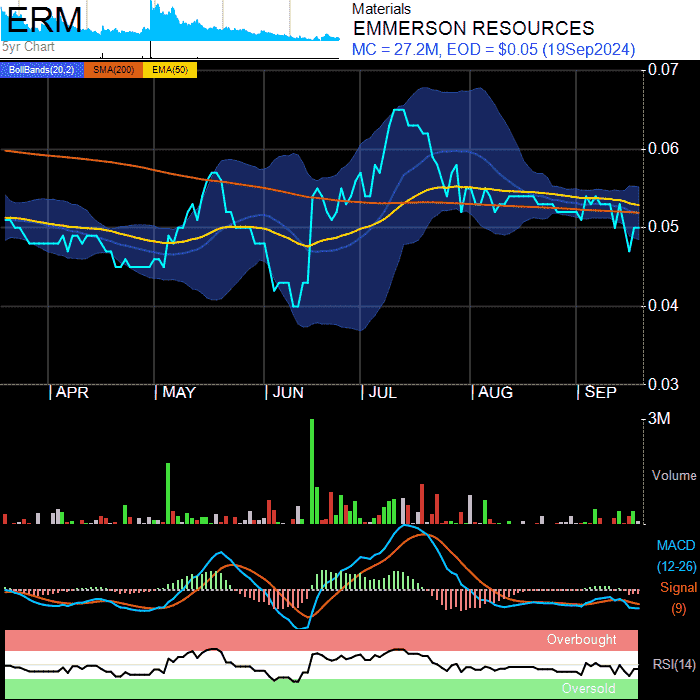 ERM
5yr Chart
Materials
EMMERSON RESOURCES
MC = 27.2M, EOD = $0.05 (19Sep2024)
BollBands(20,2) SMA(200) EMA(50)
0.07
0.06
0.05
0.04
0.03
APR MAY JUN JUL AUG SEP
3M
Volume
MACD
(12-26)
Signal
(9)
Overbought
RSI(14)
Oversold